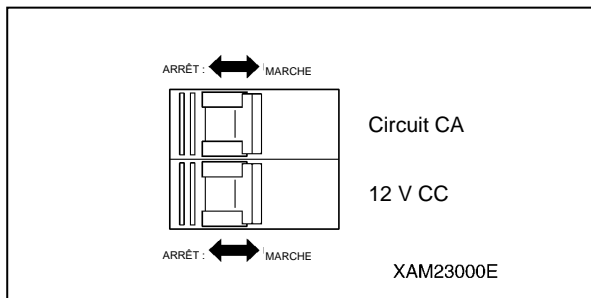 ARRÊT : MARCHE
Circuit CA
12 V CC
ARRÊT : MARCHE
XAM23000E